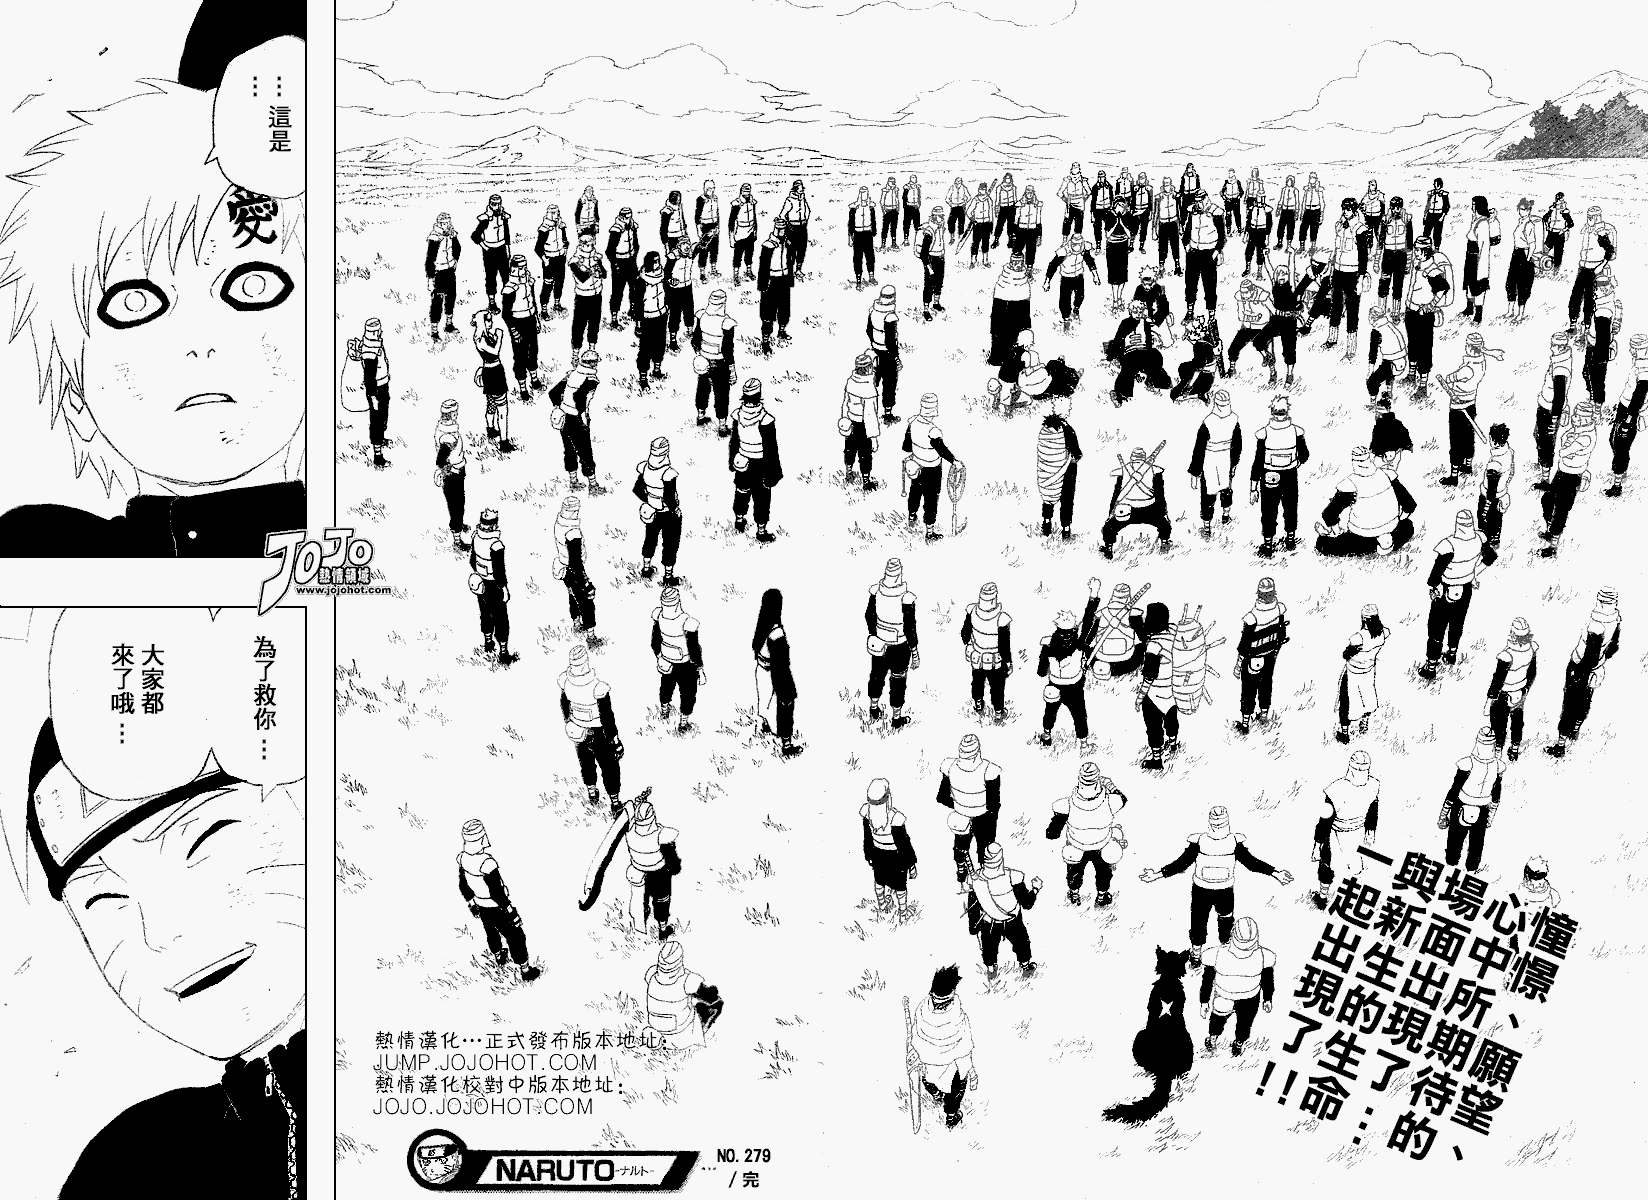 憧憬、願望、
心中所期待的
場面出現了…
與新生的生命
一起出現了!!
…這是
…
愛
為了救你…
大家都
來了哦…
JOJO
熱情領域
www.jojohot.com
熱情漢化…正式發布版本地址:
JUMP.JOJOHOT.COM
熱情漢化校對中版本地址:
JOJO.JOJOHOT.COM
NARUTO-ナルト-
NO. 279
/完